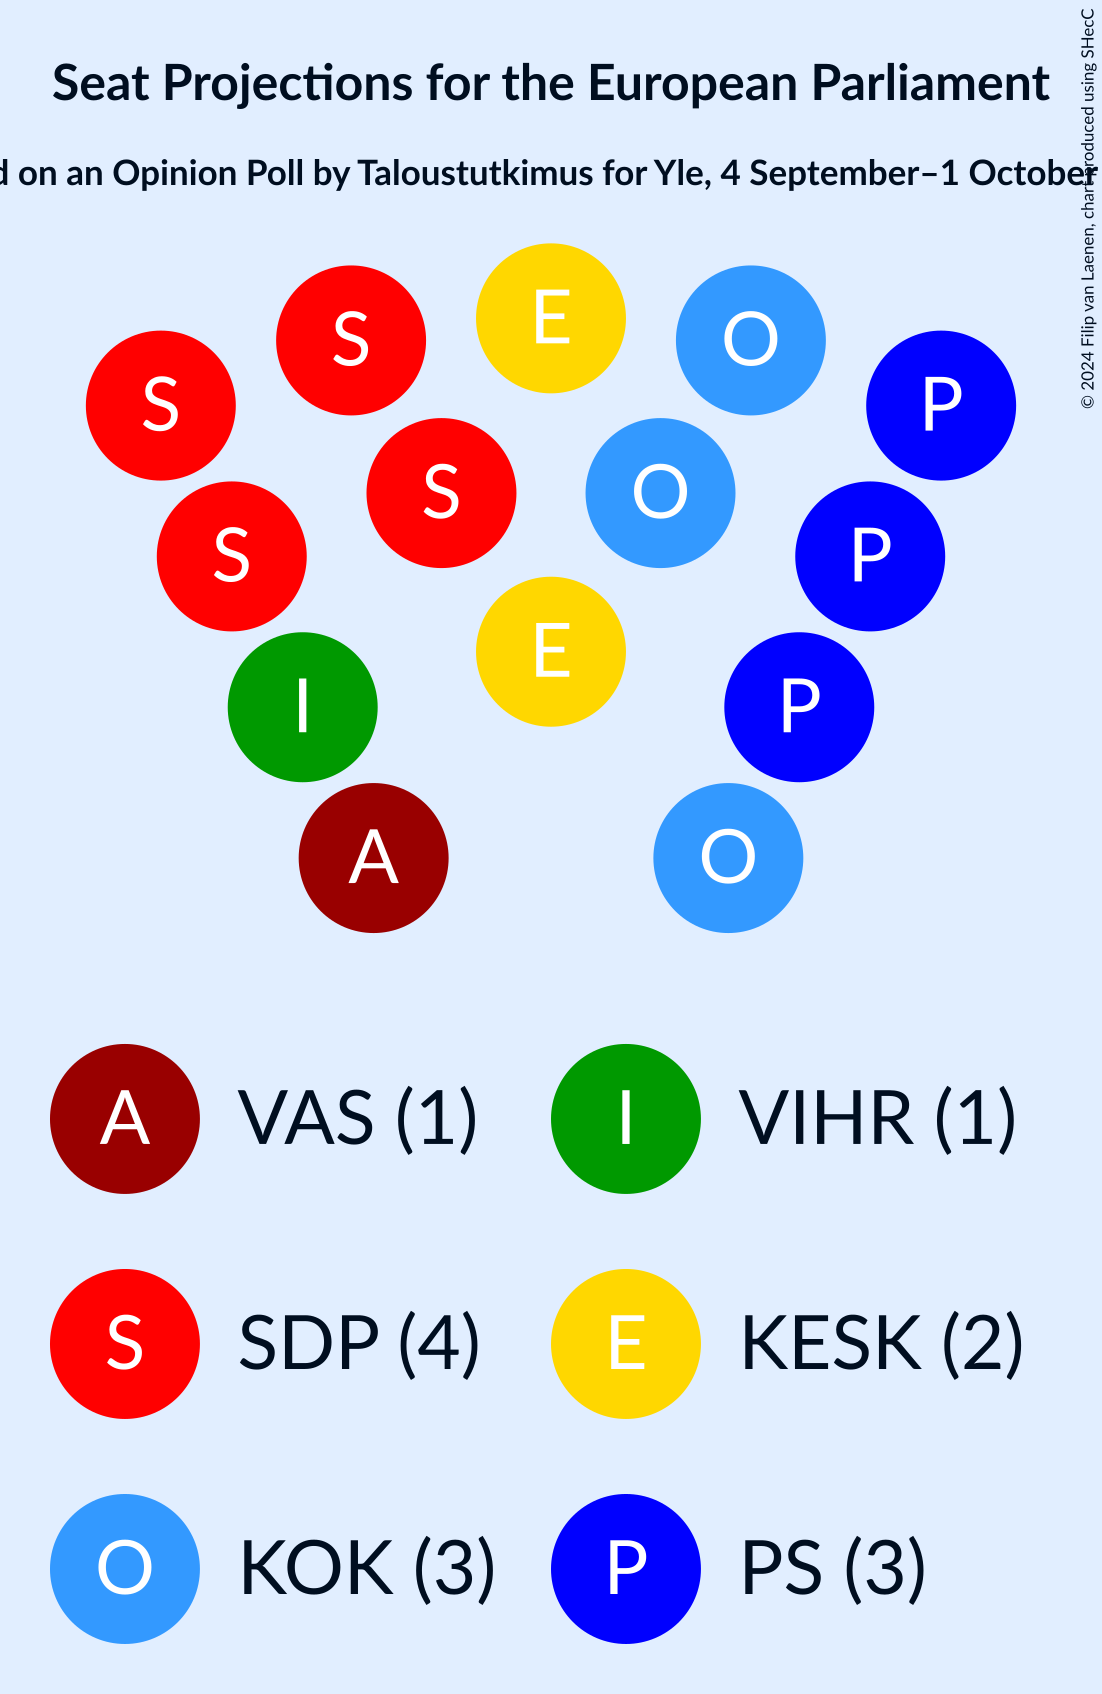 Seat Projections for the European Parliament
d on an Opinion Poll by Taloustutkimus for Yle, 4 September–1 October
© 2024 Filip van Laenen, chart produced using SHecC
E
S O
S P
S O
S P
E
I P
A O
A VAS (1) I VIHR (1)
S SDP (4) E KESK (2)
O KOK (3) P PS (3)